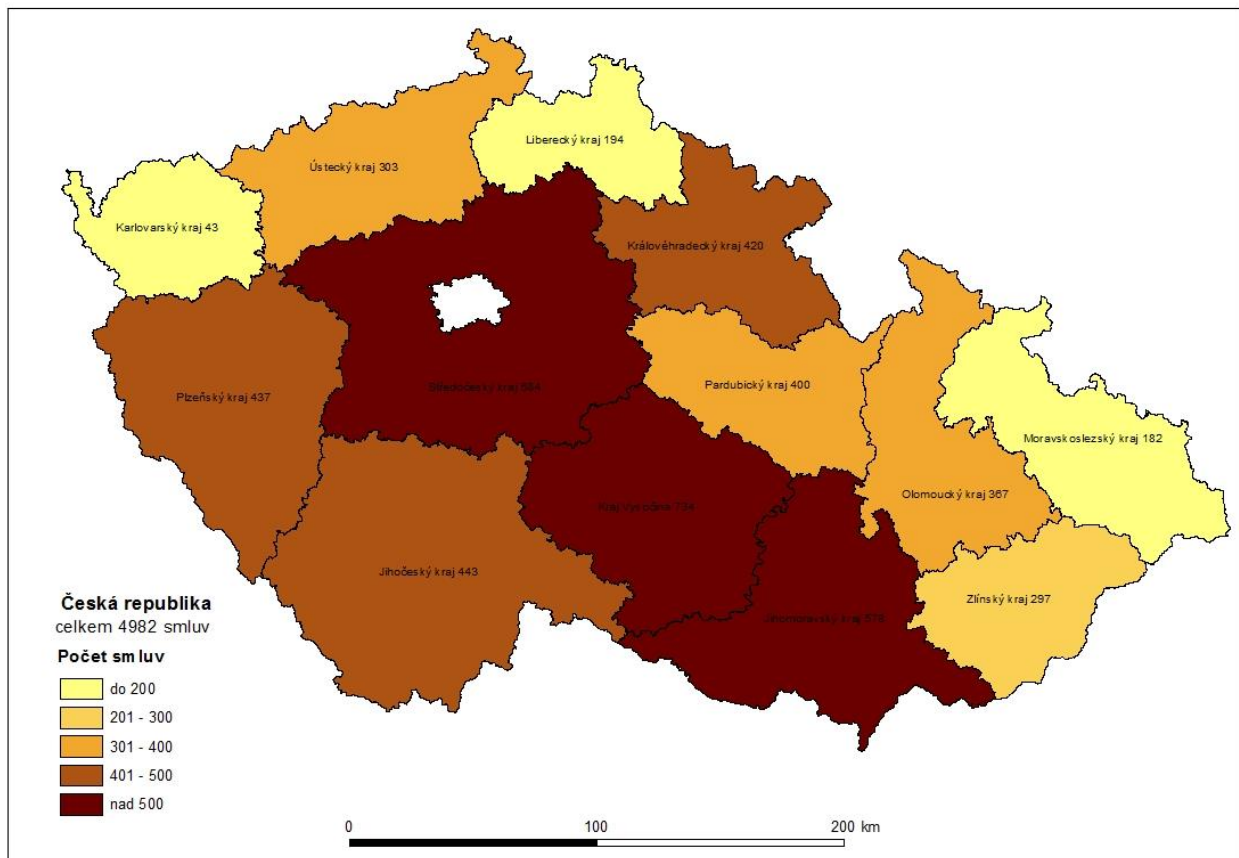 Liberecký kraj 194
Ústecký kraj 303
Karlovarský kraj 43
Královéhradecký kraj 420
Středočeský kraj 584
Pardubický kraj 400
Plzeňský kraj 437
Moravskoslezský kraj 182
Olomoucký kraj 367
Kraj Vysočina 734
Jihočeský kraj 443
Zlínský kraj 297
Jihomoravský kraj 578
Česká republika
celkem 4982 smluv
Počet smluv
do 200
201 - 300
301 - 400
401 - 500
nad 500
0 100 200 km